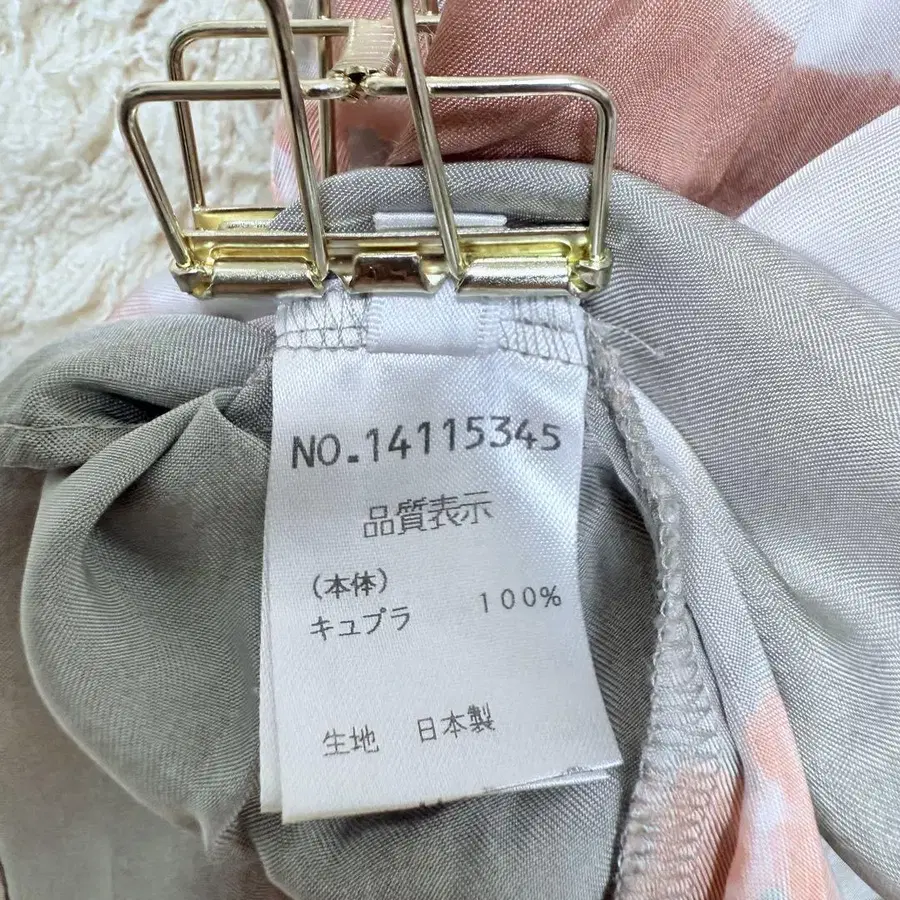 NO.14115345
品質表示
(本体)
キュプラ 100%
生地 日本製